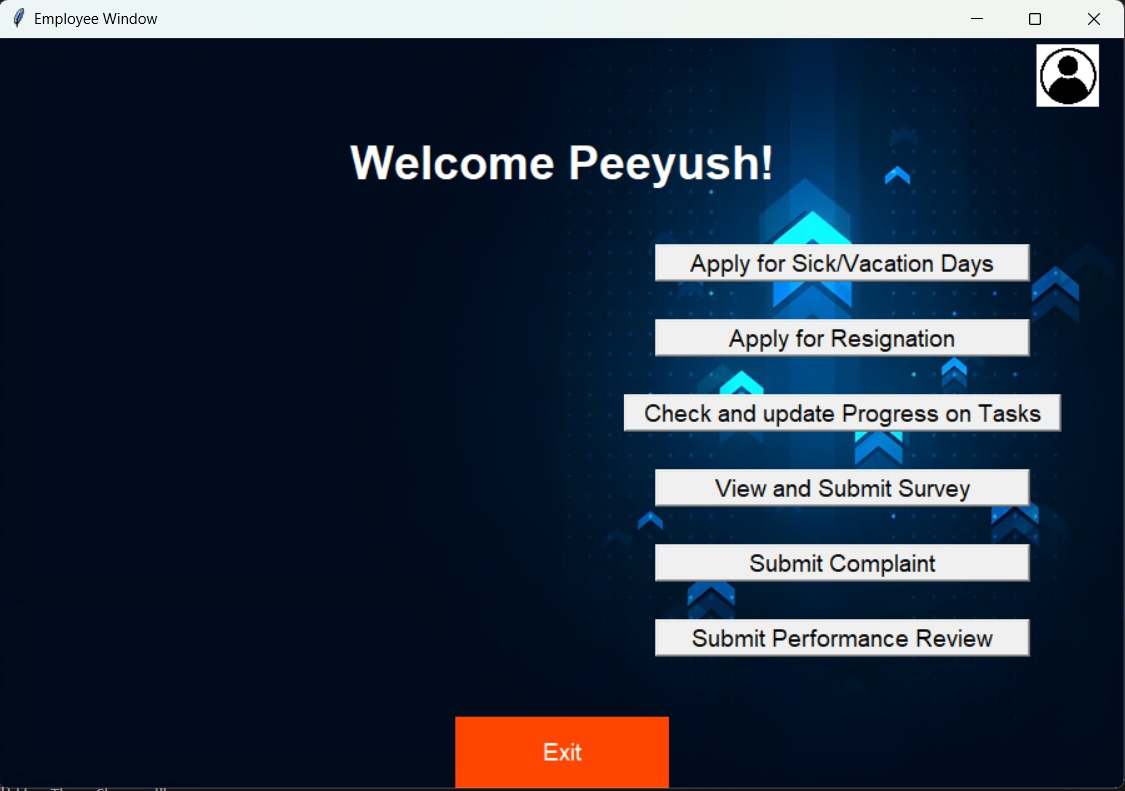 Employee Window
Welcome Peeyush!
Apply for Sick/Vacation Days
Apply for Resignation
Check and update Progress on Tasks
View and Submit Survey
Submit Complaint
Submit Performance Review
Exit